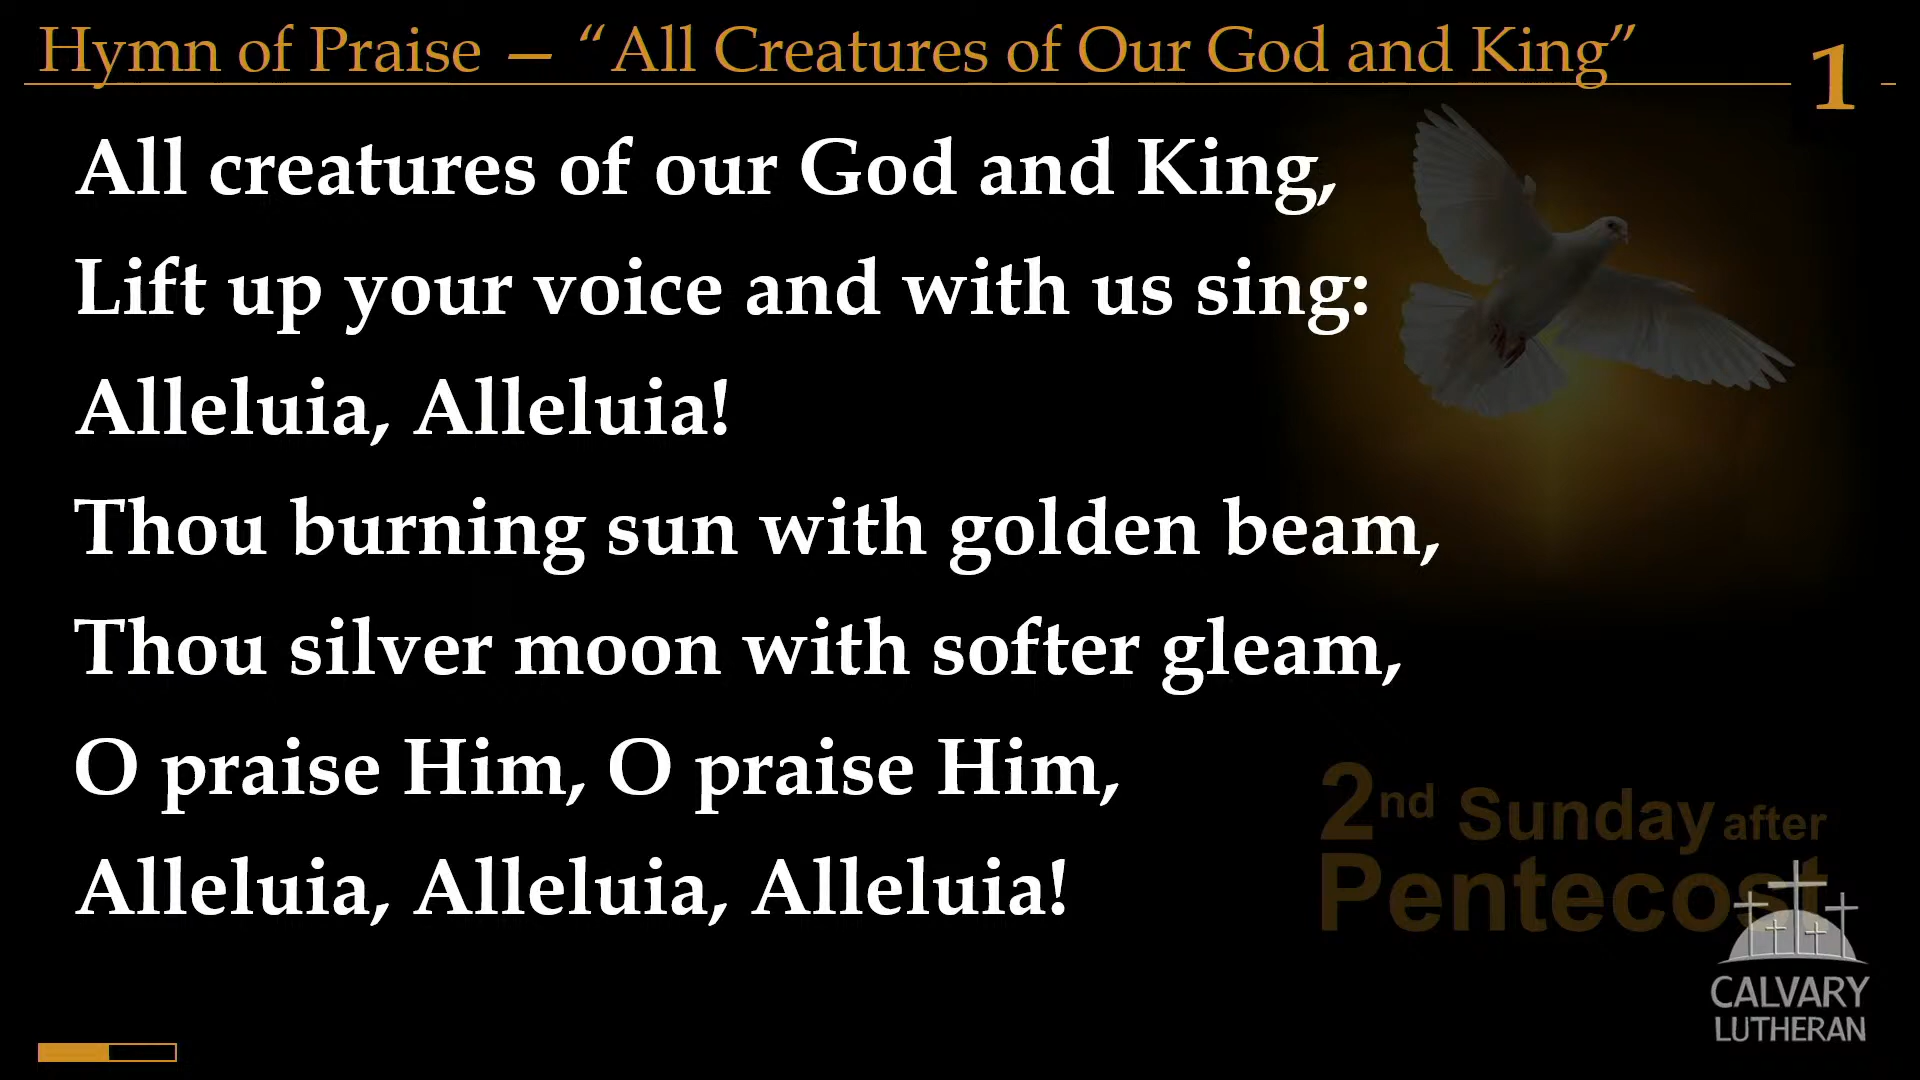 Hymn of Praise — “All Creatures of Our God and King”
1
All creatures of our God and King,
Lift up your voice and with us sing:
Alleluia, Alleluia!
Thou burning sun with golden beam,
Thou silver moon with softer gleam,
O praise Him, O praise Him,
Alleluia, Alleluia, Alleluia!
2nd Sunday after
Pentecost
CALVARY
LUTHERAN